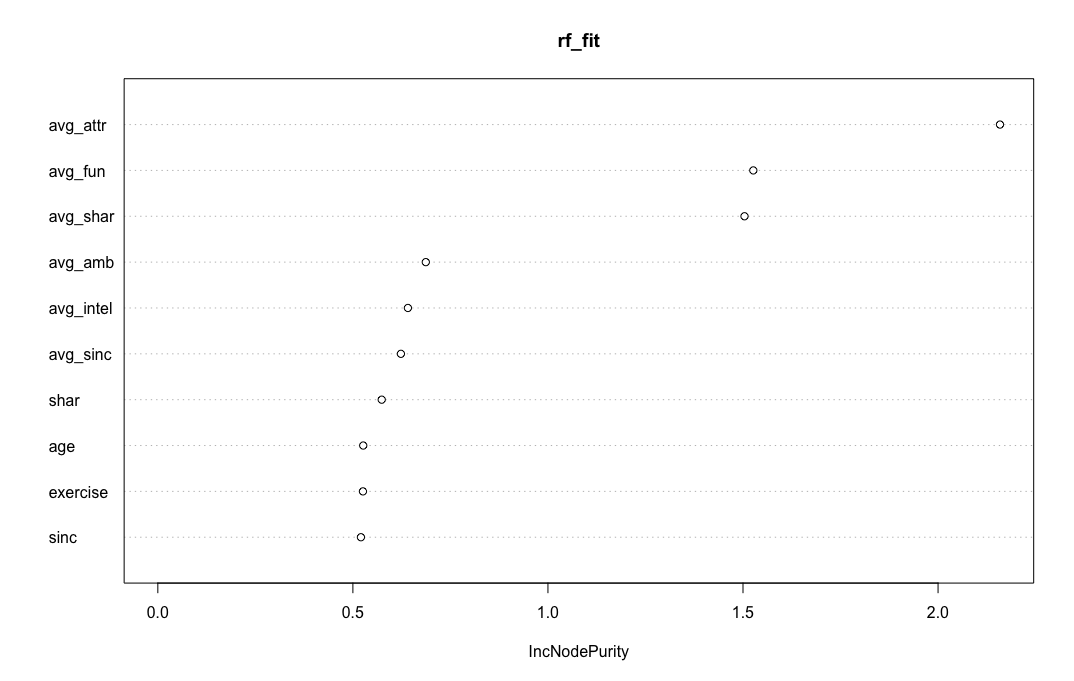 rf_fit
avg_attr
avg_fun
avg_shar
avg_amb
avg_intel
avg_sinc
shar
age
exercise
sinc
0.0 0.5 1.0 1.5 2.0
IncNodePurity